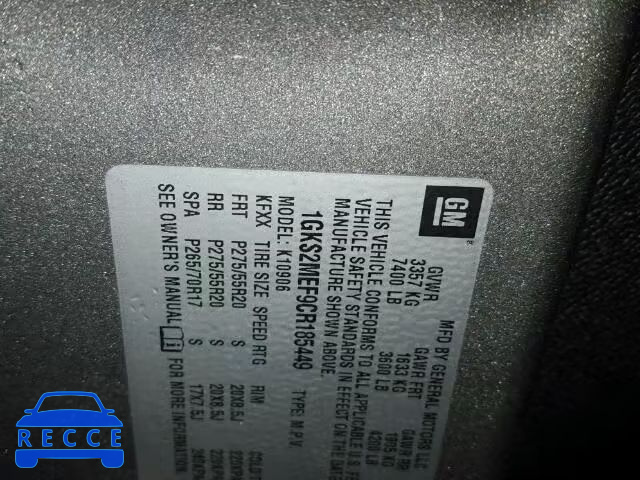 GM
MFD BY GENERAL MOTORS LLC
GVWR GAWR FRT GAWR RR
3357 KG 1633 KG 1905 KG
7400 LB 3600 LB 4200 LB
THIS VEHICLE CONFORMS TO ALL APPLICABLE U.S.
VEHICLE SAFETY STANDARDS IN EFFECT ON THE DATE
MANUFACTURE SHOWN ABOVE.
1GKS2MEF9CR185449
TYPE: M.P.V.
MODEL: K10906
KFXX TIRE SIZE SPEED RTG RIM
FRT P275/55R20 S 20X8.5J
RR P275/55R20 S 20X8.5J
SPA P265/70R17 S 17X7.5J
SEE OWNER'S MANUAL FOR MORE INFORMATION.
RECCE